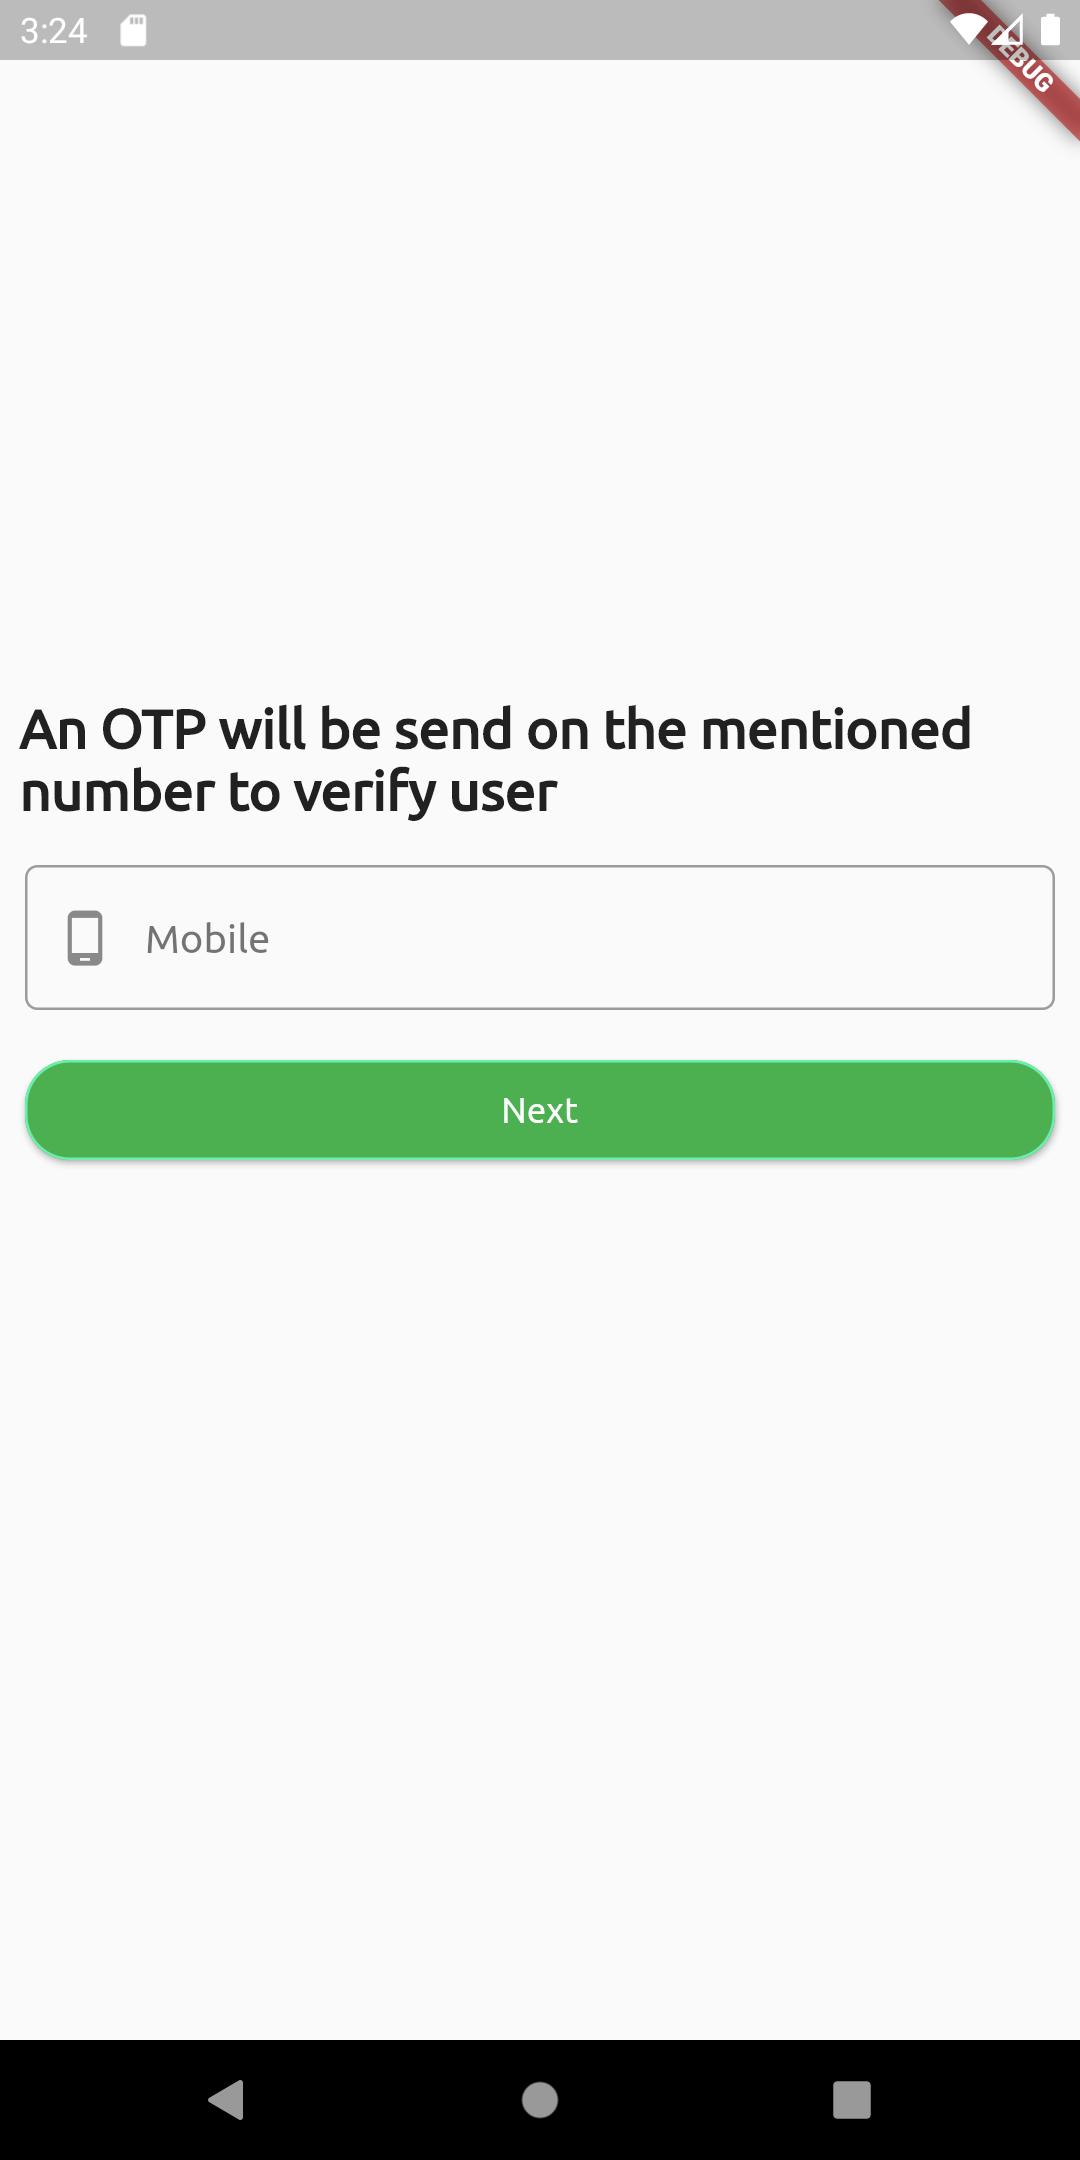 3:24
DEBUG
An OTP will be send on the mentioned
number to verify user
Mobile
Next